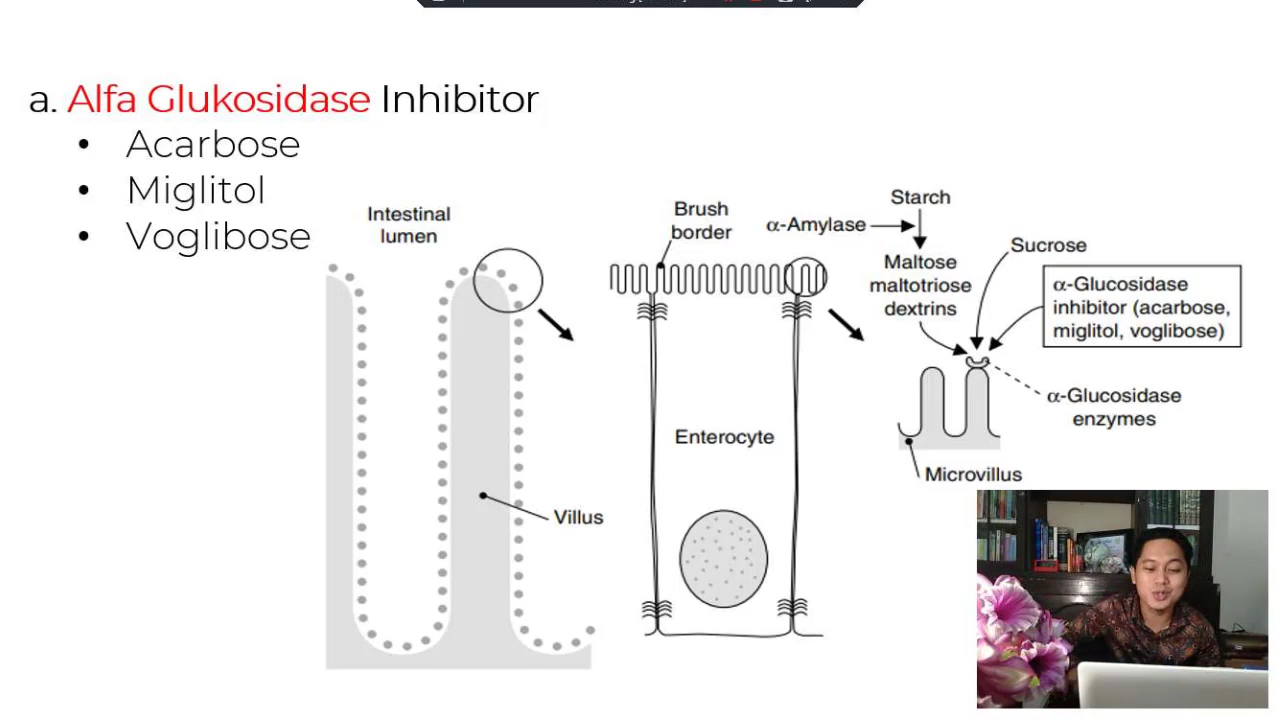 a. Alfa Glukosidase Inhibitor
• Acarbose
• Miglitol
• Voglibose
Intestinal
lumen
Villus
Brush
border
Enterocyte
α-Amylase
Starch
Maltose
maltotriose
dextrins
Sucrose
α-Glucosidase
inhibitor (acarbose,
miglitol, voglibose)
α-Glucosidase
enzymes
Microvillus